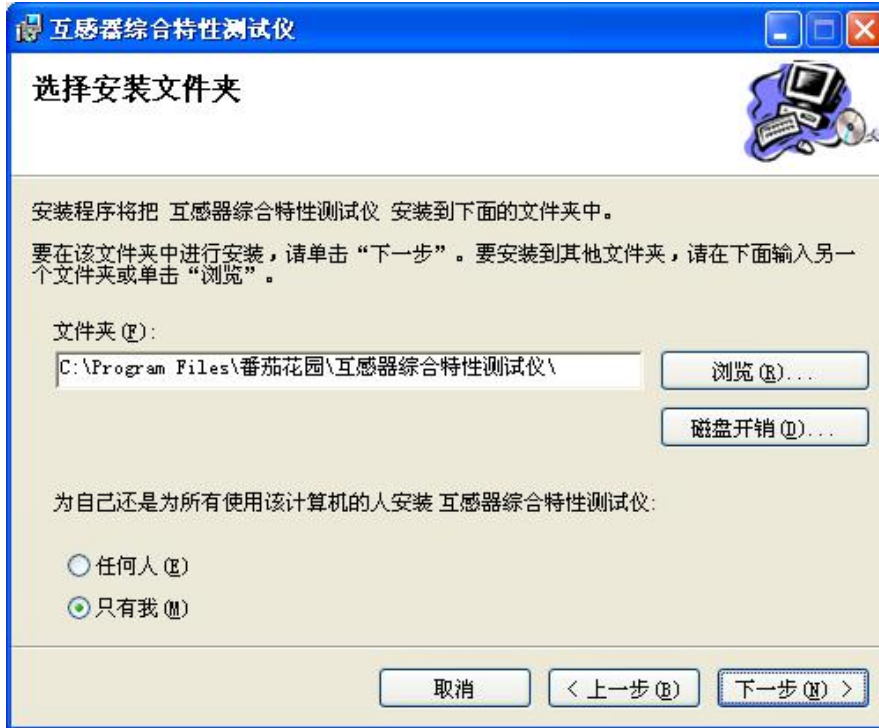 互感器综合特性测试仪
选择安装文件夹
安装程序将把 互感器综合特性测试仪 安装到下面的文件夹中。
要在该文件夹中进行安装，请单击“下一步”。要安装到其他文件夹，请在下面输入另一
个文件夹或单击“浏览”。
文件夹(F):
C:\Program Files\番茄花园\互感器综合特性测试仪\
浏览(R)...
磁盘开销(D)...
为自己还是为所有使用该计算机的人安装 互感器综合特性测试仪:
任何人(E)
只有我(M)
取消
< 上一步(B)
下一步(N) >